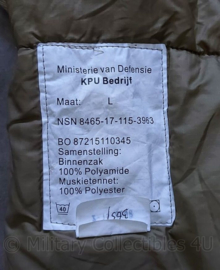 Ministerie van Defensie
KPU Bedrijf
Maat: L
NSN 8465-17-115-3963
BO 87215110345
Samenstelling:
Binnenzak
100% Polyamide
Muskietennet:
100% Polyester
40